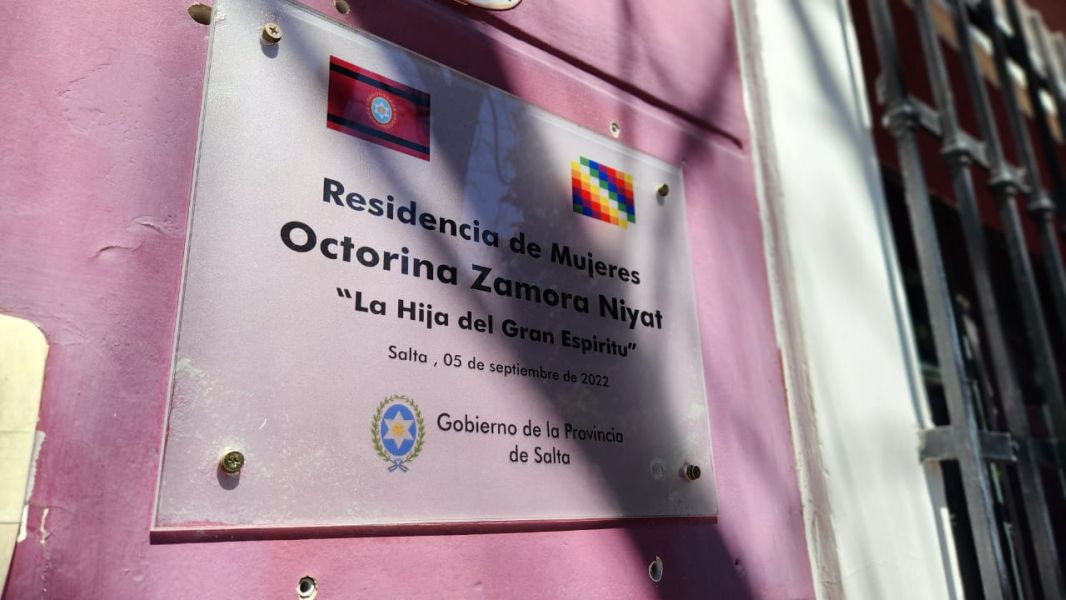 Residencia de Mujeres
Octorina Zamora Niyat
“La Hija del Gran Espiritu”
Salta , 05 de septiembre de 2022
Gobierno de la Provincia
de Salta